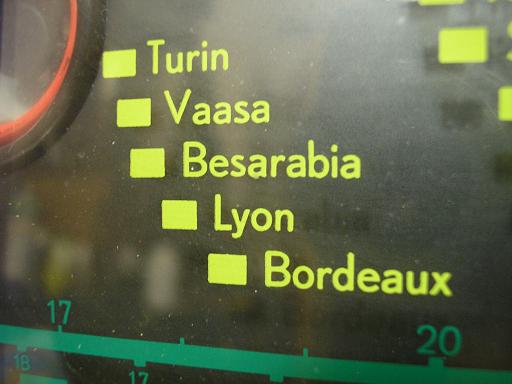 Turin
Vaasa
Besarabia
Lyon
Bordeaux
17
20
18
17